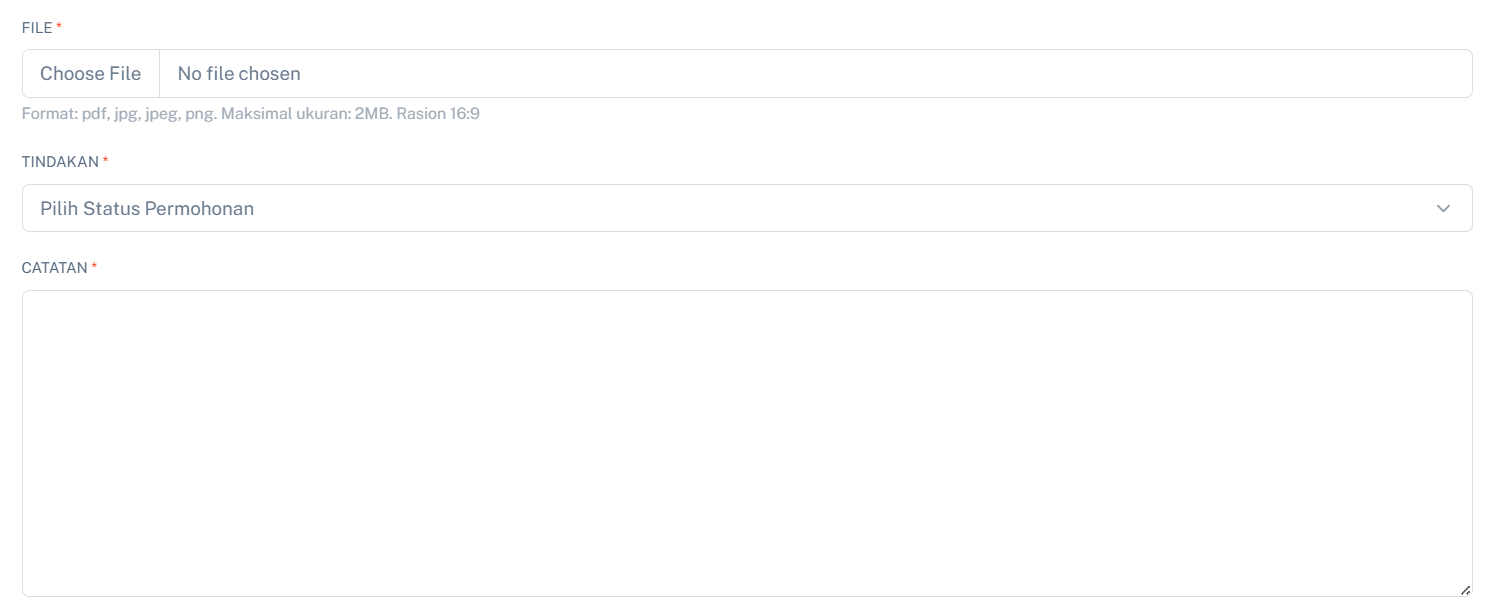 FILE *
Choose File No file chosen
Format: pdf, jpg, jpeg, png. Maksimal ukuran: 2MB. Rasion 16:9
TINDAKAN *
Pilih Status Permohonan
CATATAN *